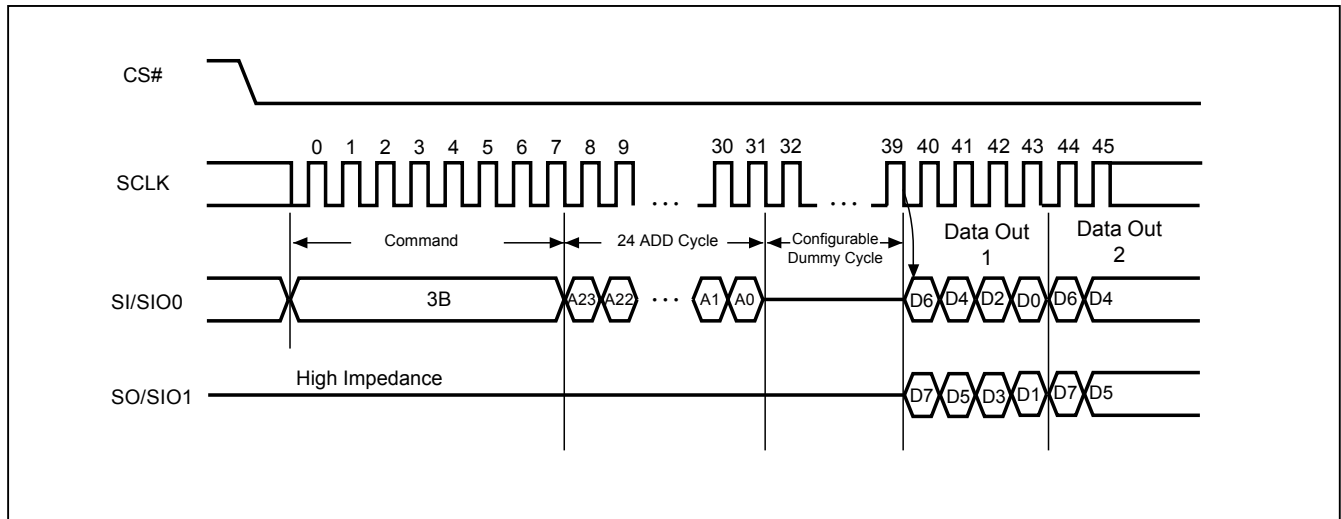 CS#
0 1 2 3 4 5 6 7 8 9 30 31 32 39 40 41 42 43 44 45
SCLK
... ...
Command
24 ADD Cycle
Configurable
Dummy Cycle
Data Out
1
Data Out
2
SI/SIO0
3B
A23 A22 ... A1 A0
D6 D4 D2 D0 D6 D4
High Impedance
SO/SIO1
D7 D5 D3 D1 D7 D5